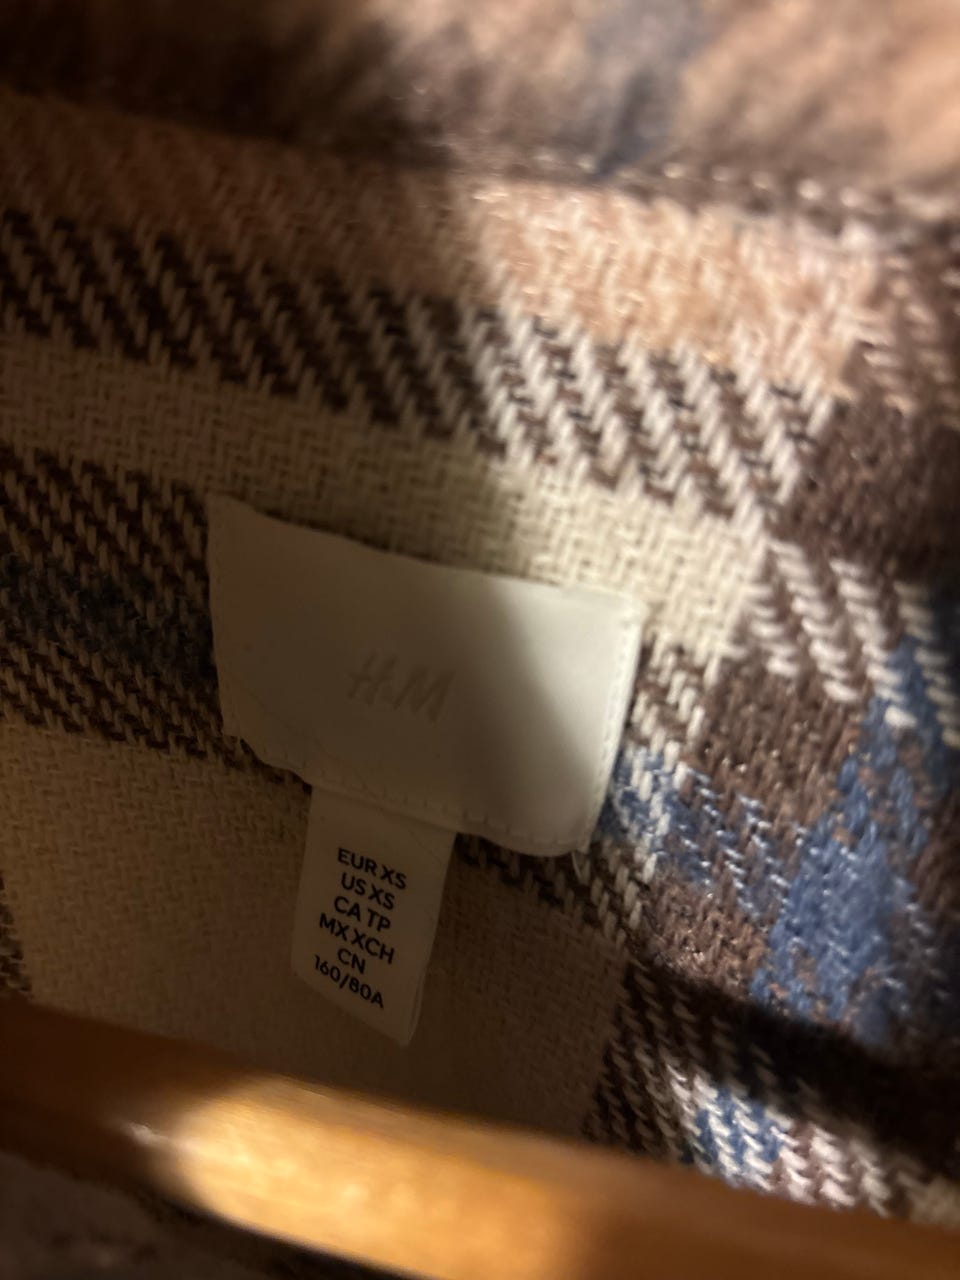 H&M
EUR XS
US XS
CA TP
MX XCH
CN
160/80A